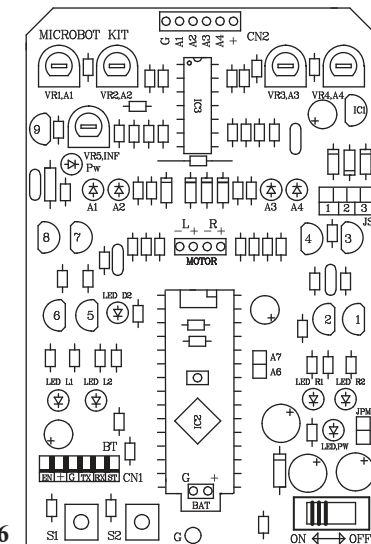 G A1 A2 A3 A4 + CN2
MICROBOT KIT
VR1,A1 VR2,A2 IC3 VR3,A3 VR4,A4 IC1
9
VR5,INF
Pw
A1 A2 A3 A4
1 2 3
JS
- L + - R +
8 7 MOTOR 4 3
LED D2
6 5 2 1
A7
A6
LED L1 LED L2 LED R1 LED R2
IC2
JPM
LED,PW
BT
EN + G TX RX ST CN1
G +
BAT
S1 S2 G
ON OFF
6